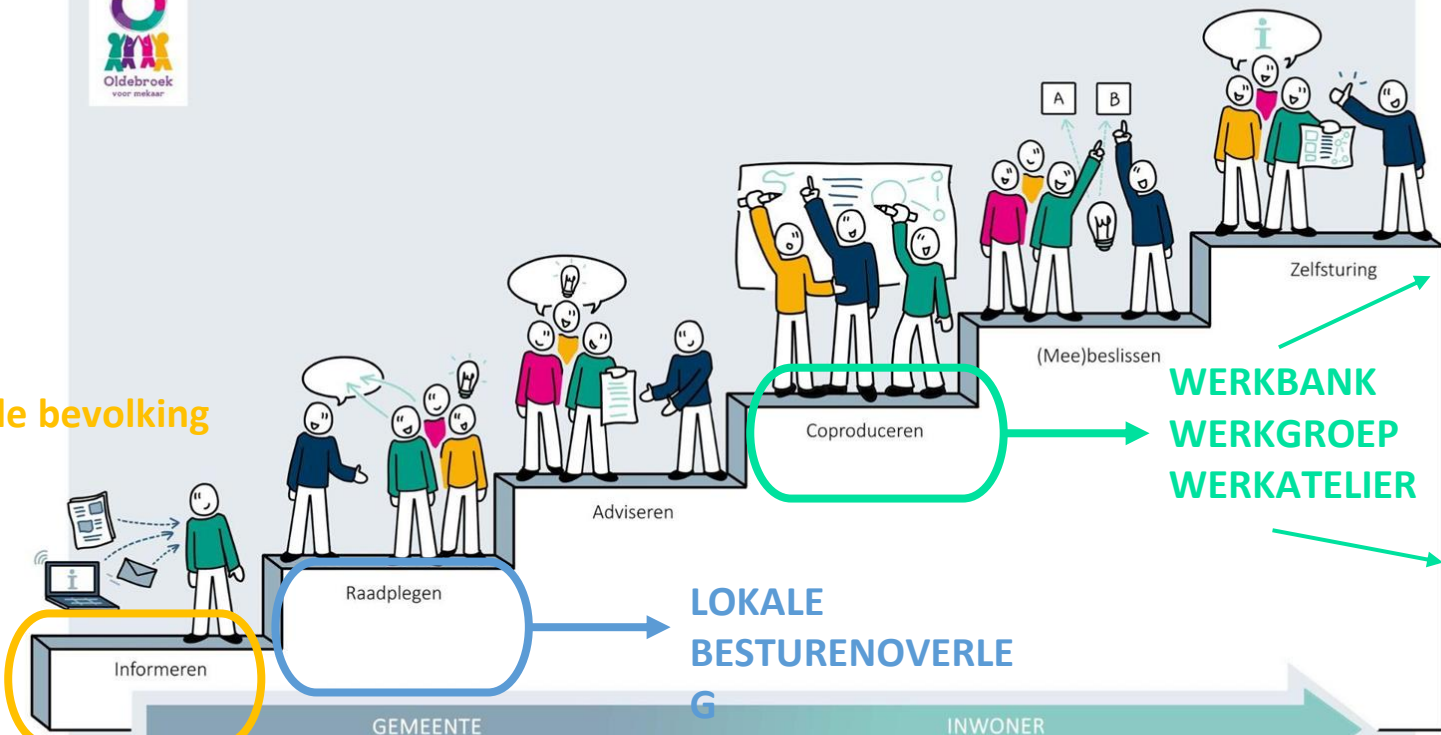 Oldebroek
voor mekaar
A B
Zelfsturing
(Mee)beslissen
WERKBANK
WERKGROEP
WERKATELIER
Coproduceren
le bevolking
Adviseren
Raadplegen
LOKALE
BESTURENOVERLE
G
Informeren
GEMEENTE
INWONER